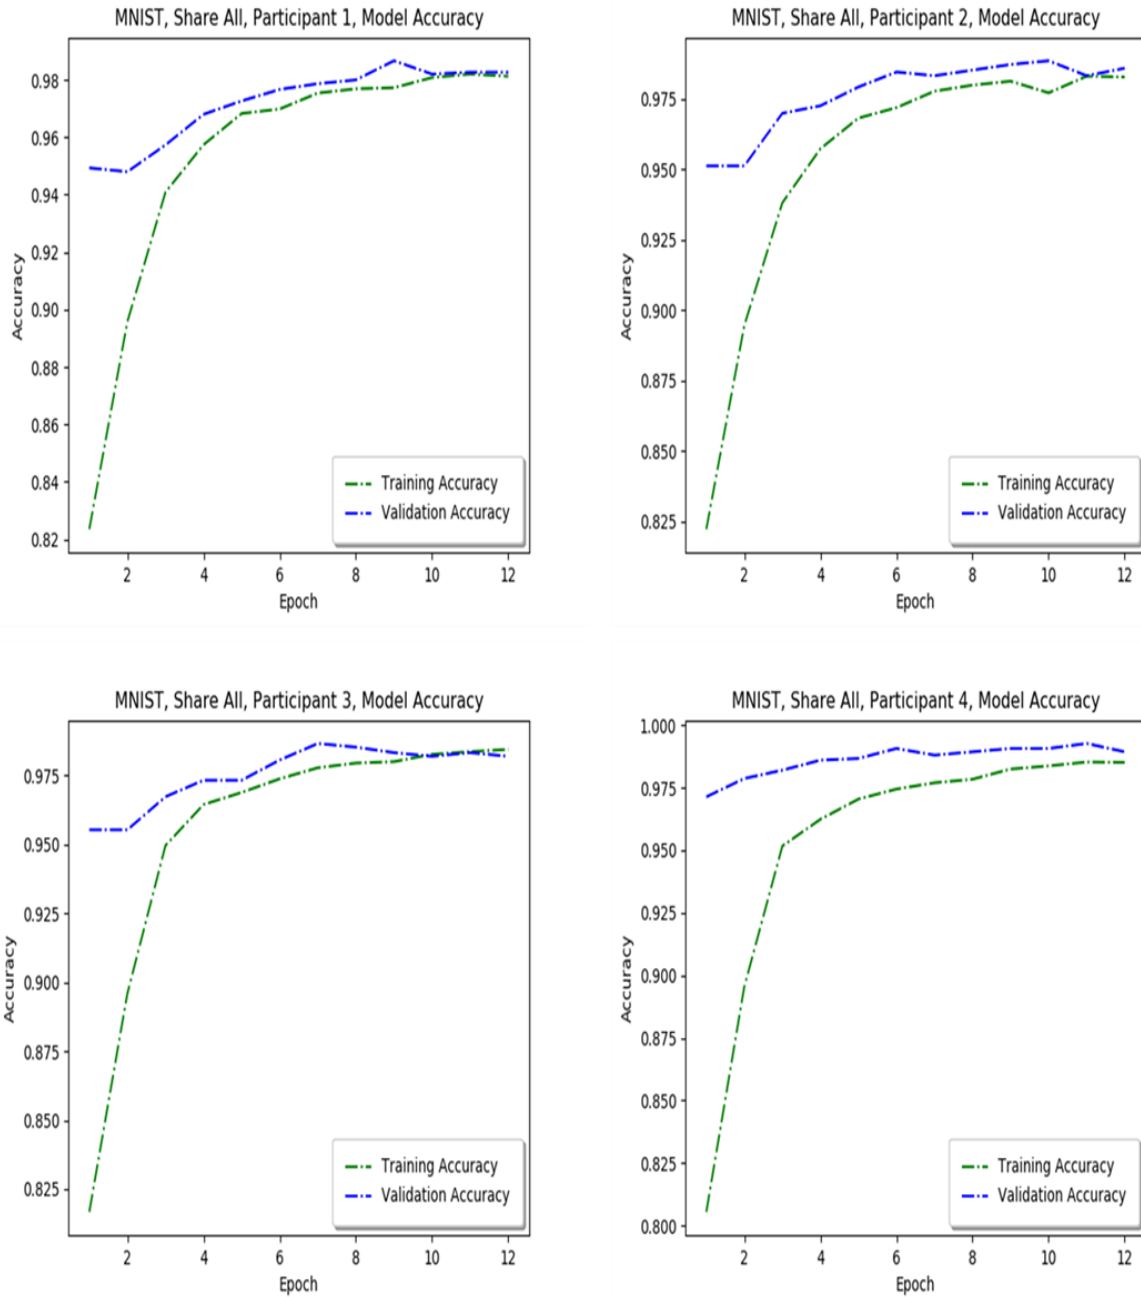 MNIST, Share All, Participant 1, Model Accuracy
0.98
0.96
0.94
0.92
0.90
0.88
0.86
0.84
0.82
Accuracy
Training Accuracy
Validation Accuracy
2 4 6 8 10 12
Epoch
MNIST, Share All, Participant 2, Model Accuracy
0.975
0.950
0.925
0.900
0.875
0.850
0.825
Accuracy
Training Accuracy
Validation Accuracy
2 4 6 8 10 12
Epoch
MNIST, Share All, Participant 3, Model Accuracy
0.975
0.950
0.925
0.900
0.875
0.850
0.825
Accuracy
Training Accuracy
Validation Accuracy
2 4 6 8 10 12
Epoch
MNIST, Share All, Participant 4, Model Accuracy
1.000
0.975
0.950
0.925
0.900
0.875
0.850
0.825
0.800
Accuracy
Training Accuracy
Validation Accuracy
2 4 6 8 10 12
Epoch